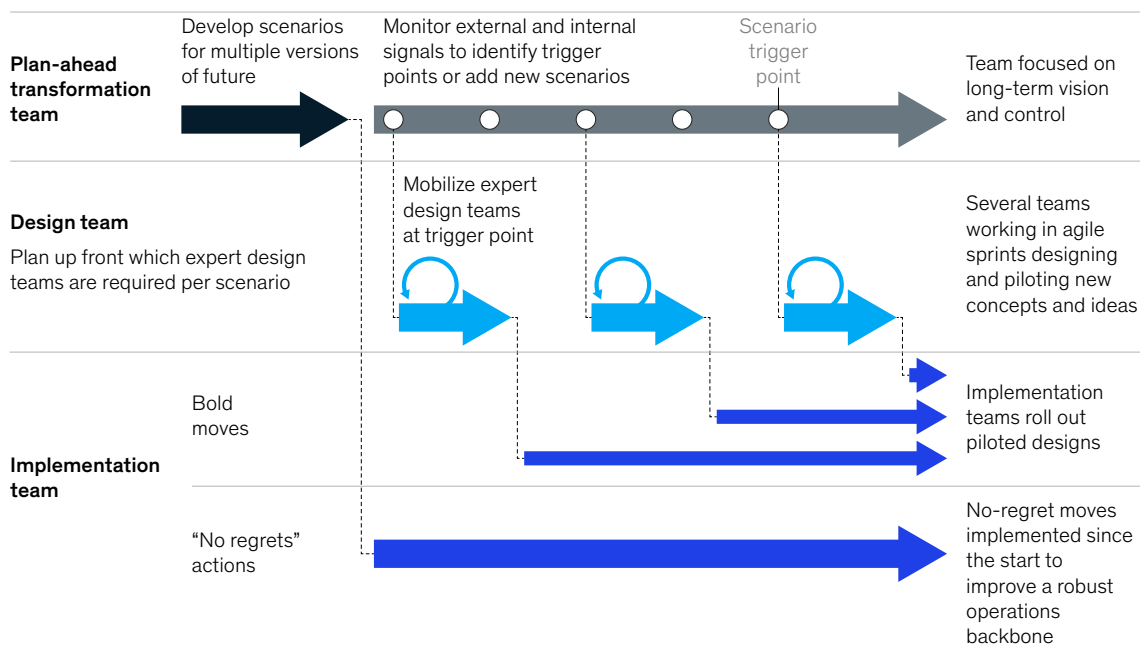 Plan-ahead
transformation
team
Develop scenarios
for multiple versions
of future
Monitor external and internal
signals to identify trigger
points or add new scenarios
Scenario
trigger
point
Team focused on
long-term vision
and control
Design team
Plan up front which expert design
teams are required per scenario
Mobilize expert
design teams
at trigger point
Several teams
working in agile
sprints designing
and piloting new
concepts and ideas
Implementation
team
Bold
moves
Implementation
teams roll out
piloted designs
“No regrets”
actions
No-regret moves
implemented since
the start to
improve a robust
operations
backbone